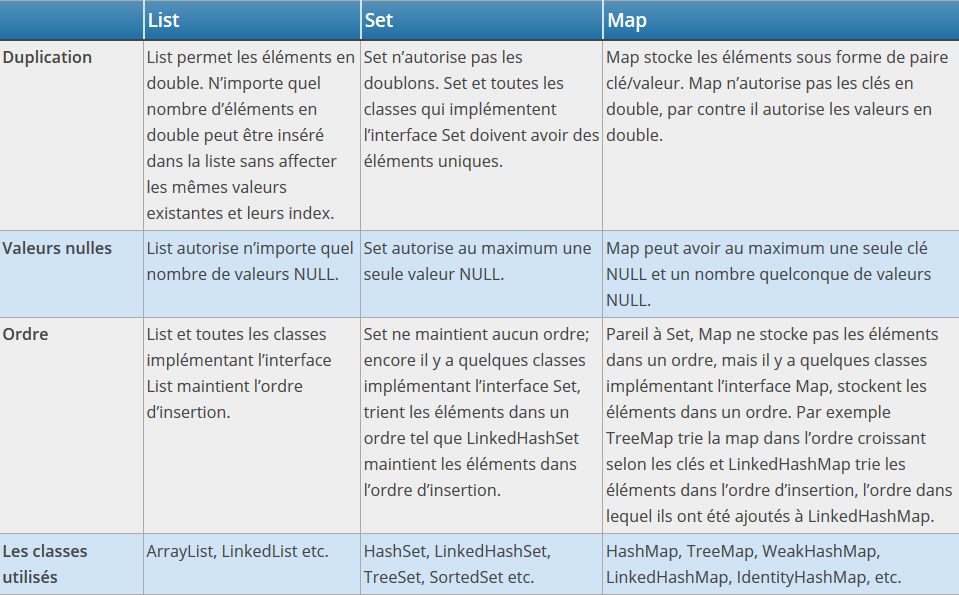 List
Set
Map
Duplication
List permet les éléments en
double. N’importe quel
nombre d’éléments en
double peut être inséré
dans la liste sans affecter
les mêmes valeurs
existantes et leurs index.
Set n’autorise pas les
doublons. Set et toutes les
classes qui implémentent
l’interface Set doivent avoir des
éléments uniques.
Map stocke les éléments sous forme de paire
clé/valeur. Map n’autorise pas les clés en
double, par contre il autorise les valeurs en
double.
Valeurs nulles
List autorise n’importe quel
nombre de valeurs NULL.
Set autorise au maximum une
seule valeur NULL.
Map peut avoir au maximum une seule clé
NULL et un nombre quelconque de valeurs
NULL.
Ordre
List et toutes les classes
implémentant l’interface
List maintient l’ordre
d’insertion.
Set ne maintient aucun ordre;
encore il y a quelques classes
implémentant l’interface Set,
trient les éléments dans un
ordre tel que LinkedHashSet
maintient les éléments dans
l’ordre d’insertion.
Pareil à Set, Map ne stocke pas les éléments
dans un ordre, mais il y a quelques classes
implémentant l’interface Map, stockent les
éléments dans un ordre. Par exemple
TreeMap trie la map dans l’ordre croissant
selon les clés et LinkedHashMap trie les
éléments dans l’ordre d’insertion, l’ordre dans
lequel ils ont été ajoutés à LinkedHashMap.
Les classes
utilisés
ArrayList, LinkedList etc.
HashSet, LinkedHashSet,
TreeSet, SortedSet etc.
HashMap, TreeMap, WeakHashMap,
LinkedHashMap, IdentityHashMap, etc.